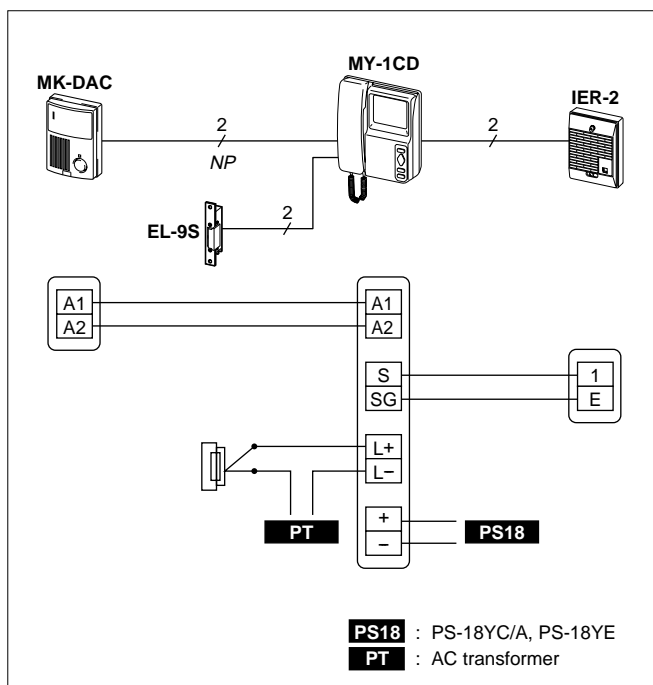 MY-1CD
MK-DAC
IER-2
2
2
NP
EL-9S
2
A1 A1
A2 A2
S 1
SG E
L+
L−
+
PT − PS18
PS18 : PS-18YC/A, PS-18YE
PT : AC transformer